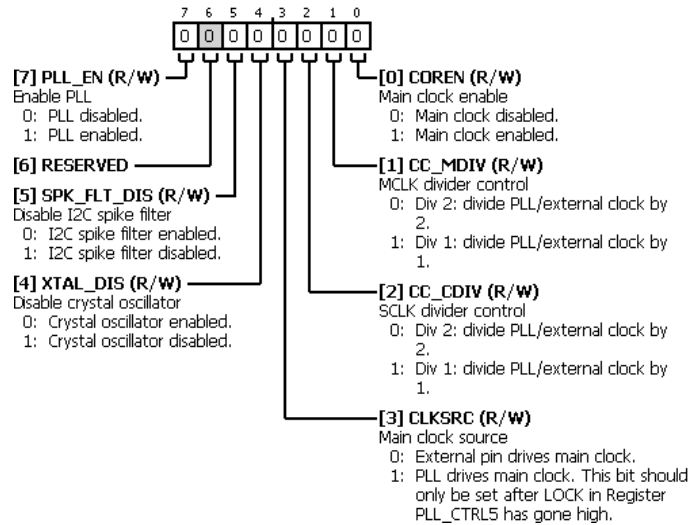 7 6 5 4 3 2 1 0
0 0 0 0 0 0 0 0
[7] PLL_EN (R/W)
Enable PLL
0: PLL disabled.
1: PLL enabled.
[6] RESERVED
[5] SPK_FLT_DIS (R/W)
Disable I2C spike filter
0: I2C spike filter enabled.
1: I2C spike filter disabled.
[4] XTAL_DIS (R/W)
Disable crystal oscillator
0: Crystal oscillator enabled.
1: Crystal oscillator disabled.
[0] COREN (R/W)
Main clock enable
0: Main clock disabled.
1: Main clock enabled.
[1] CC_MDIV (R/W)
MCLK divider control
0: Div 2: divide PLL/external clock by
2.
1: Div 1: divide PLL/external clock by
1.
[2] CC_CDIV (R/W)
SCLK divider control
0: Div 2: divide PLL/external clock by
2.
1: Div 1: divide PLL/external clock by
1.
[3] CLKSRC (R/W)
Main clock source
0: External pin drives main clock.
1: PLL drives main clock. This bit should
only be set after LOCK in Register
PLL_CTRL5 has gone high.